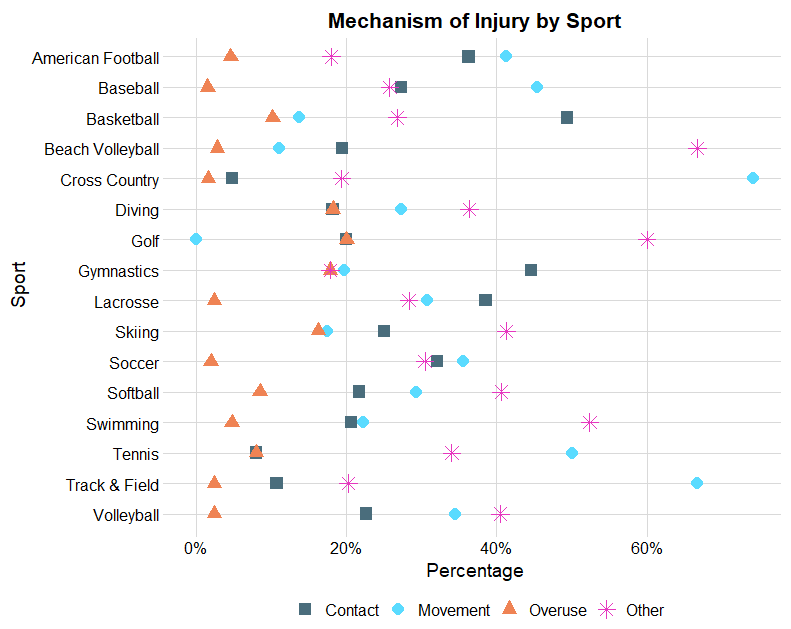 Mechanism of Injury by Sport
Sport
American Football
Baseball
Basketball
Beach Volleyball
Cross Country
Diving
Golf
Gymnastics
Lacrosse
Skiing
Soccer
Softball
Swimming
Tennis
Track & Field
Volleyball
0% 20% 40% 60%
Percentage
Contact Movement Overuse Other